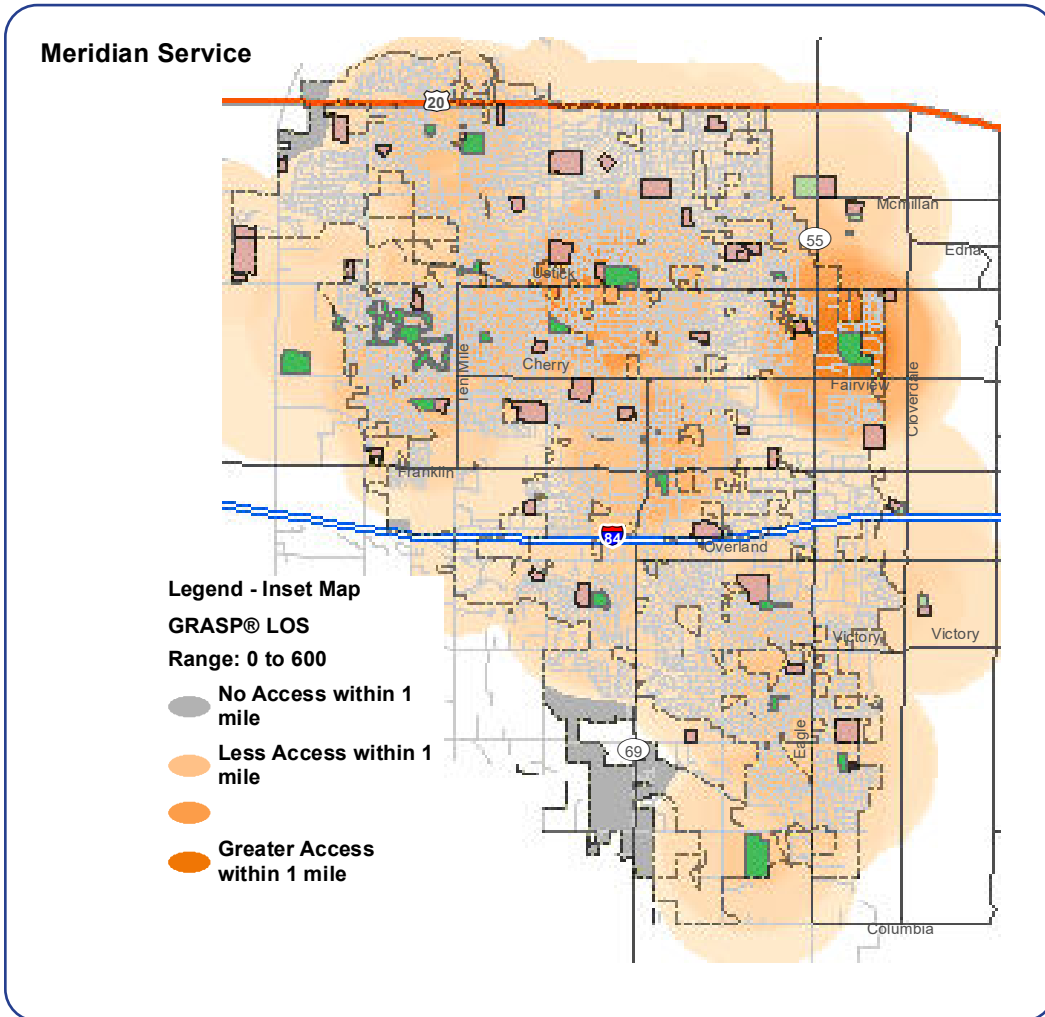 Meridian Service
20
Mcmillan
55
Edna
Ustick
Ten Mile
Cherry
Fairview
Cloverdale
Franklin
84
Overland
Legend - Inset Map
GRASP® LOS
Range: 0 to 600
No Access within 1
mile
Less Access within 1
mile
Greater Access
within 1 mile
Victory
Victory
Eagle
69
Columbia